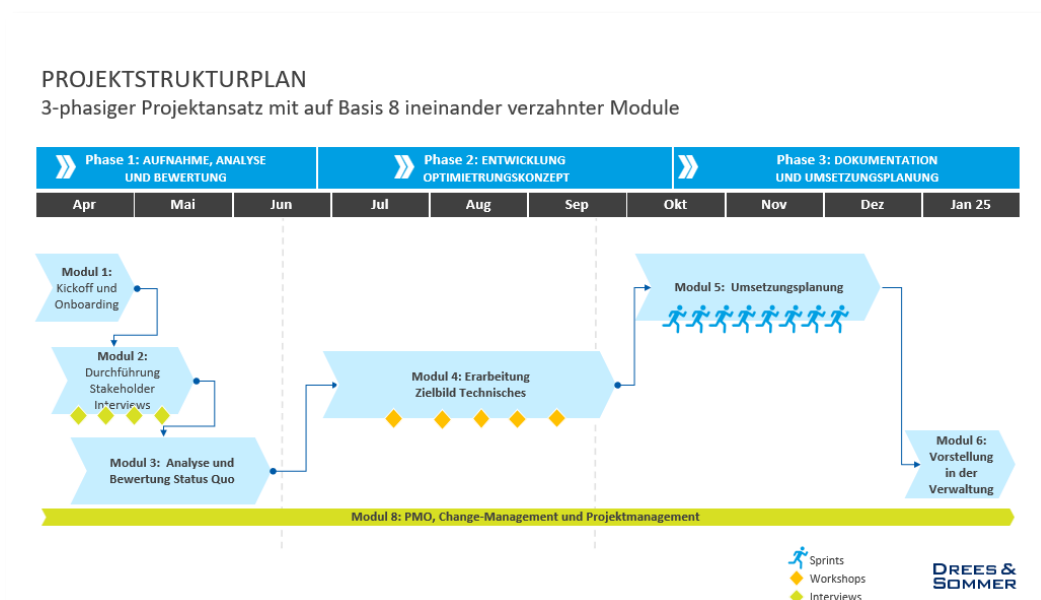 PROJEKTSTRUKTURPLAN
3-phasiger Projektansatz mit auf Basis 8 ineinander verzahnter Module
Phase 1: AUFNAHME, ANALYSE
UND BEWERTUNG
Phase 2: ENTWICKLUNG
OPTIMIETRUNGSKONZEPT
Phase 3: DOKUMENTATION
UND UMSETZUNGSPLANUNG
Apr
Mai
Jun
Jul
Aug
Sep
Okt
Nov
Dez
Jan 25
Modul 1:
Kickoff und
Onboarding
Modul 2:
Durchführung
Stakeholder
Interviews
Modul 3: Analyse und
Bewertung Status Quo
Modul 4: Erarbeitung
Zielbild Technisches
Modul 5: Umsetzungsplanung
Modul 6:
Vorstellung
in der
Verwaltung
Modul 8: PMO, Change-Management und Projektmanagement
Sprints
Workshops
Interviews
DREES &
SOMMER